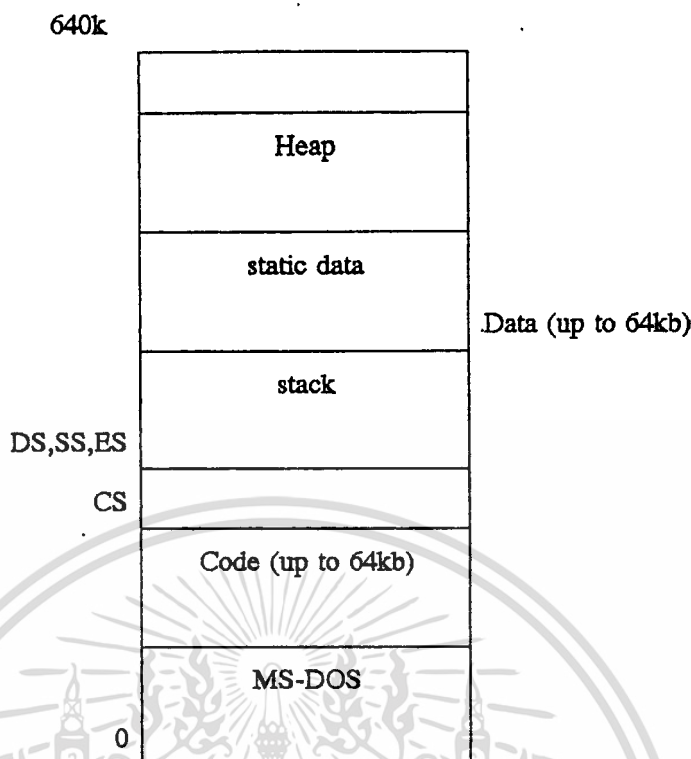 640k
Heap
static data
.Data (up to 64kb)
stack
DS,SS,ES
CS
Code (up to 64kb)
MS-DOS
0